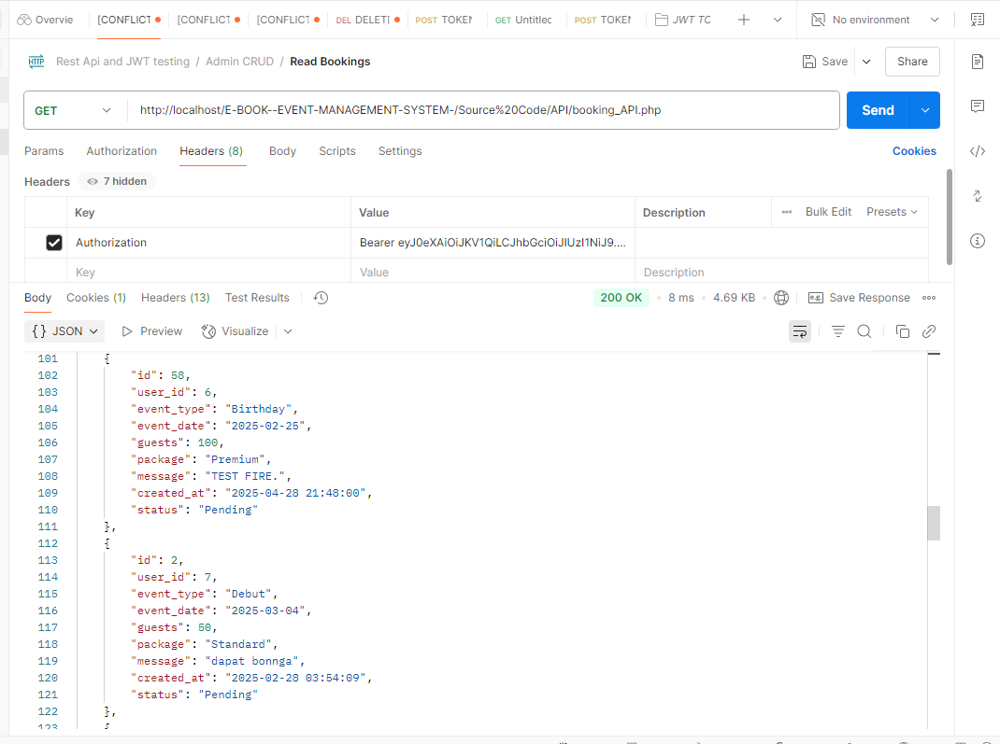 Overvie [CONFLICT [CONFLICT [CONFLICT DEL DELET POST TOKEN GET Untitlec POST TOKEN JWT TC No environment
HTTP Rest Api and JWT testing / Admin CRUD / Read Bookings Save Share
GET http://localhost/E-BOOK--EVENT-MANAGEMENT-SYSTEM-/Source%20Code/API/booking_API.php Send
Params Authorization Headers (8) Body Scripts Settings Cookies
Headers 7 hidden
Key Value Description Bulk Edit Presets
Authorization Bearer eyJ0eXAiOiJKV1QiLCJhbGciOiJIUzI1NiJ9....
Key Value Description
Body Cookies (1) Headers (13) Test Results 200 OK 8 ms 4.69 KB e.g. Save Response
{} JSON Preview Visualize
101 {
102 "id": 58,
103 "user_id": 6,
104 "event_type": "Birthday",
105 "event_date": "2025-02-25",
106 "guests": 100,
107 "package": "Premium",
108 "message": "TEST FIRE.",
109 "created_at": "2025-04-28 21:48:00",
110 "status": "Pending"
111 },
112 {
113 "id": 2,
114 "user_id": 7,
115 "event_type": "Debut",
116 "event_date": "2025-03-04",
117 "guests": 50,
118 "package": "Standard",
119 "message": "dapat bonnga",
120 "created_at": "2025-02-28 03:54:09",
121 "status": "Pending"
122 },
123 {